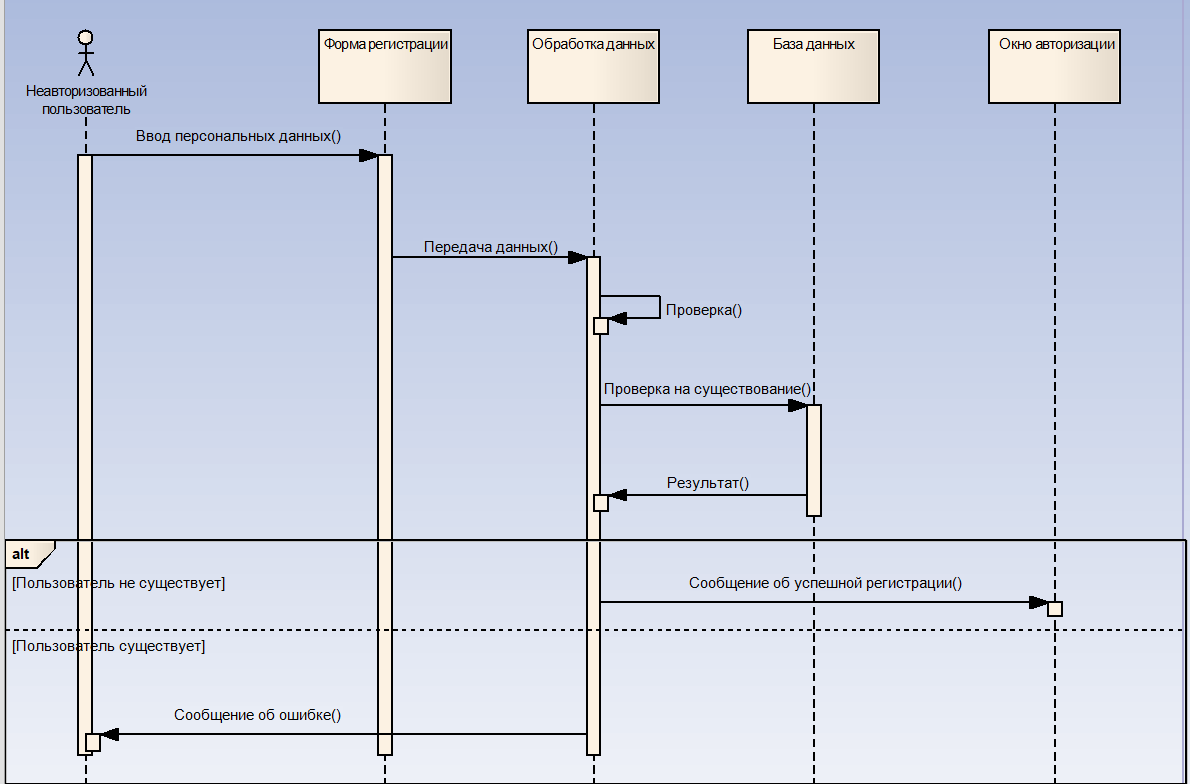 Форма регистрации
Обработка данных
База данных
Окно авторизации
Неавторизованный
пользователь
Ввод персональных данных()
Передача данных()
Проверка()
Проверка на существование()
Результат()
alt
[Пользователь не существует]
Сообщение об успешной регистрации()
[Пользователь существует]
Сообщение об ошибке()